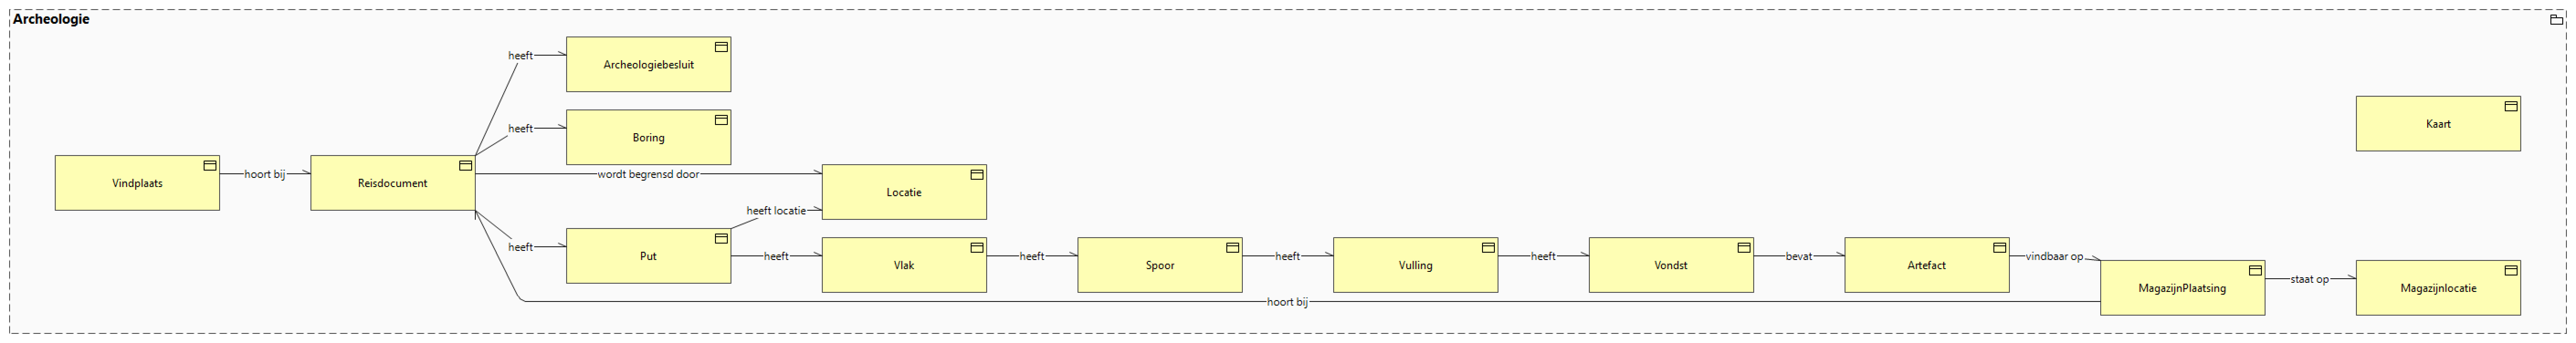 Archeologie
heeft
Archeologiebesluit
heeft
Boring
Kaart
Vindplaats
hoort bij
Reisdocument
wordt begrensd door
Locatie
heeft locatie
heeft
Put
heeft
Vlak
heeft
Spoor
heeft
Vulling
heeft
Vondst
bevat
Artefact
vindbaar op
MagazijnPlaatsing
staat op
Magazijnlocatie
hoort bij